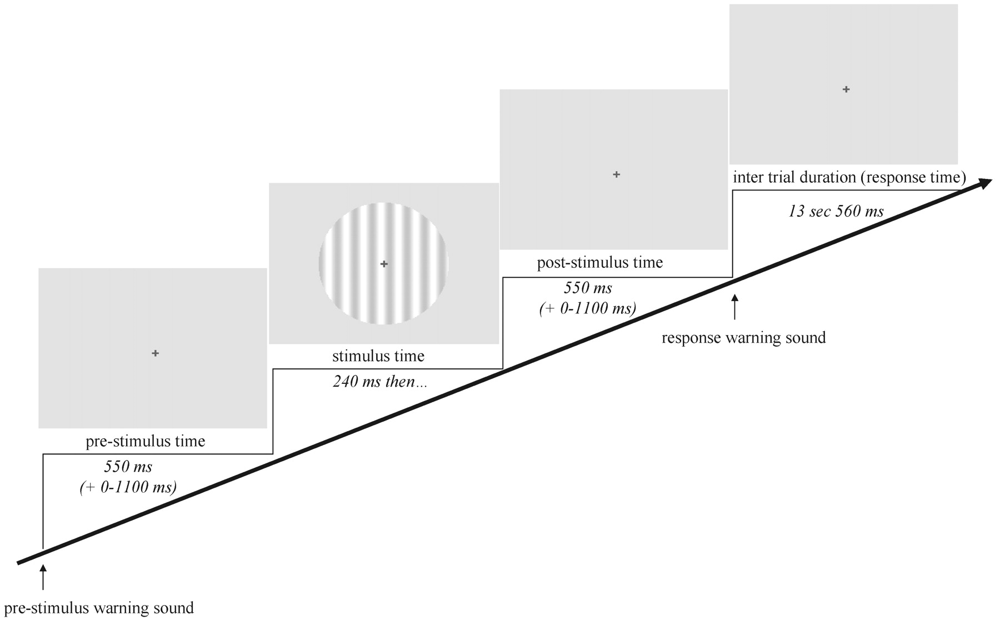 inter trial duration (response time)
13 sec 560 ms
post-stimulus time
550 ms
(+ 0-1100 ms)
response warning sound
stimulus time
240 ms then...
pre-stimulus time
550 ms
(+ 0-1100 ms)
pre-stimulus warning sound